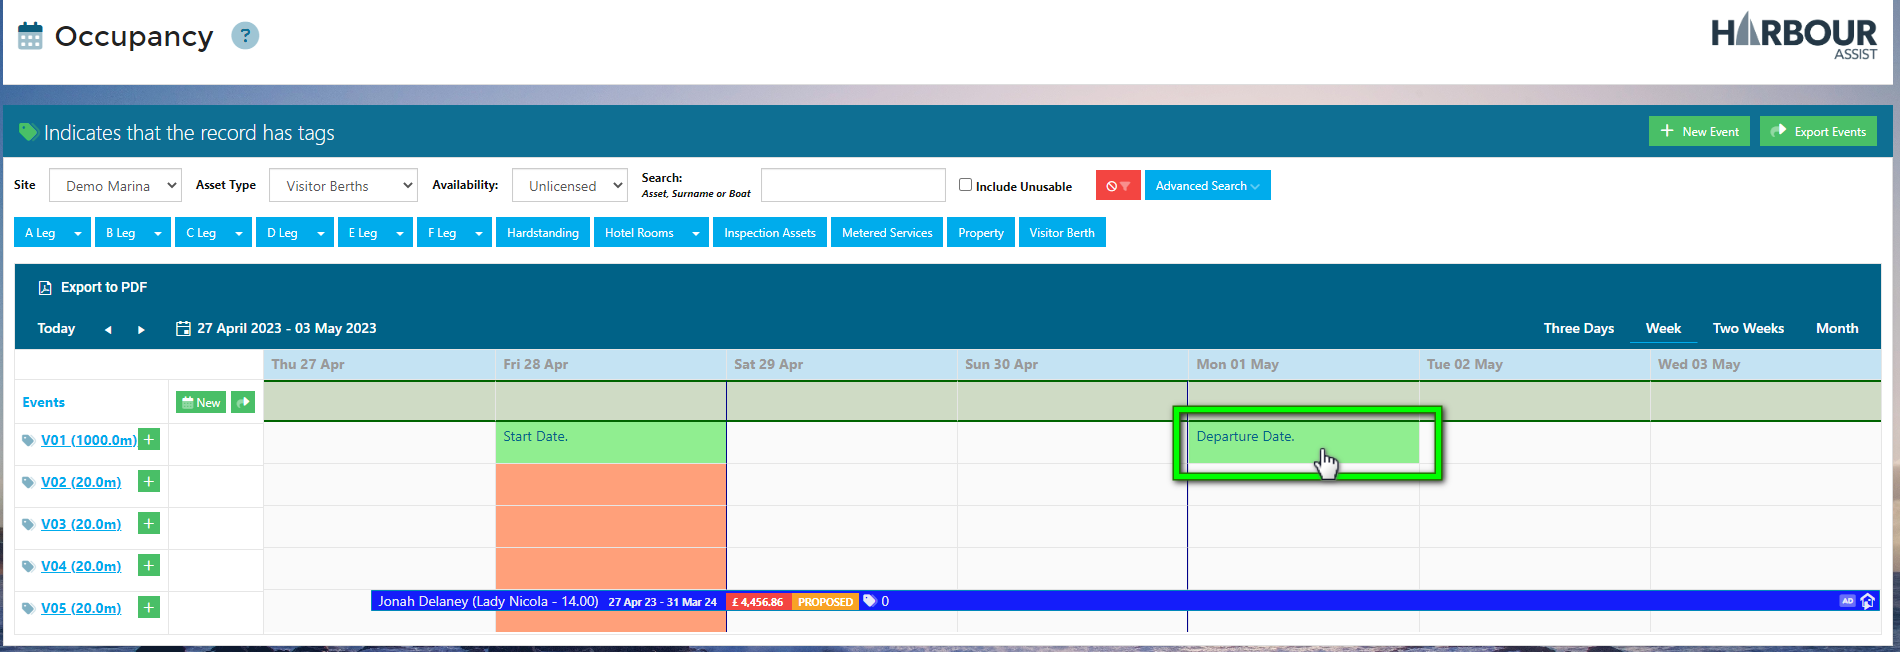 Occupancy ?
HARBOUR
ASSIST
Indicates that the record has tags
+ New Event Export Events
Site Demo Marina Asset Type Visitor Berths Availability: Unlicensed Search: Asset, Surname or Boat Include Unusable Advanced Search
A Leg B Leg C Leg D Leg E Leg F Leg Hardstanding Hotel Rooms Inspection Assets Metered Services Property Visitor Berth
Export to PDF
Today 27 April 2023 - 03 May 2023 Three Days Week Two Weeks Month
Thu 27 Apr Fri 28 Apr Sat 29 Apr Sun 30 Apr Mon 01 May Tue 02 May Wed 03 May
Events New
V01 (1000.0m) + Start Date. Departure Date.
V02 (20.0m) +
V03 (20.0m) +
V04 (20.0m) +
V05 (20.0m) + Jonah Delaney (Lady Nicola - 14.00) 27 Apr 23 - 31 Mar 24 £ 4,456.86 PROPOSED 0 AD